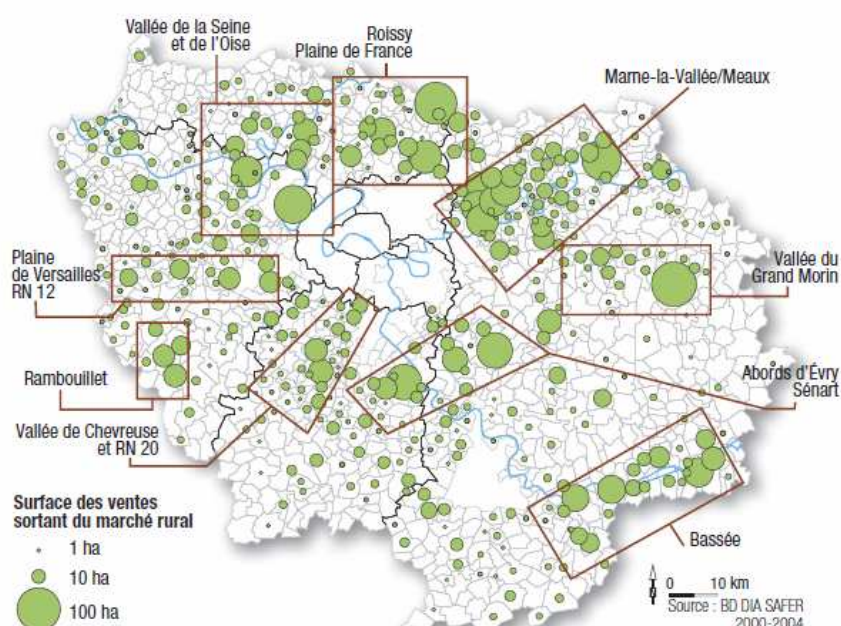 Vallée de la Seine
et de l'Oise
Roissy
Plaine de France
Marne-la-Vallée/Meaux
Plaine
de Versailles
RN 12
Vallée du
Grand Morin
Rambouillet
Abords d'Évry
Sénart
Vallée de Chevreuse
et RN 20
Bassée
Surface des ventes
sortant du marché rural
1 ha
10 ha
100 ha
N
0 10 km
Source : BD DIA SAFER
2000-2004